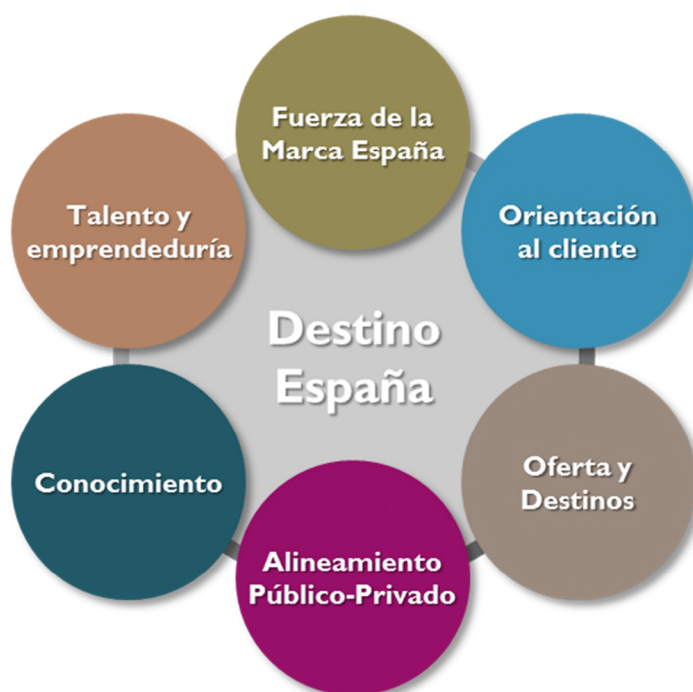 Fuerza de la
Marca España
Orientación
al cliente
Oferta y
Destinos
Alineamiento
Público-Privado
Conocimiento
Talento y
emprendeduría
Destino
España